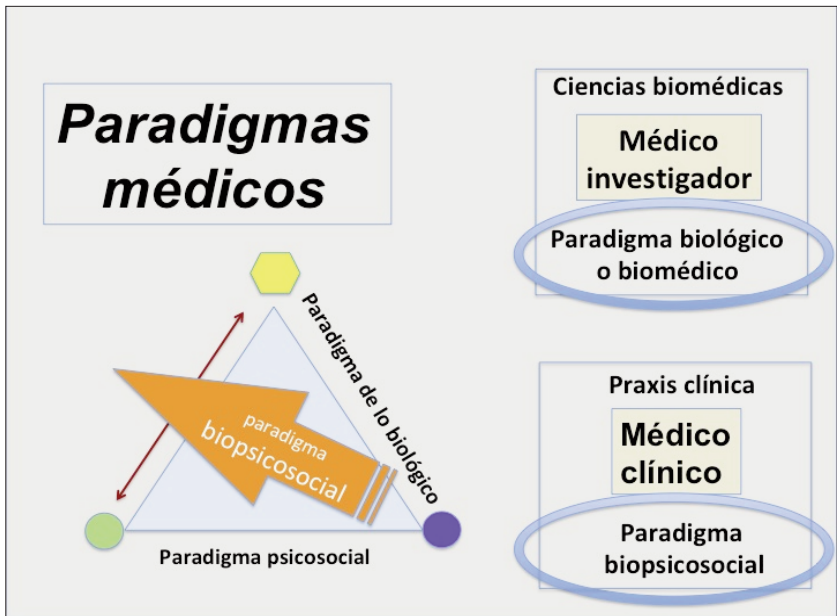 Paradigmas
médicos
Paradigma de lo biológico
paradigma
biopsicosocial
Paradigma psicosocial
Ciencias biomédicas
Médico
investigador
Paradigma biológico
o biomédico
Praxis clínica
Médico
clínico
Paradigma
biopsicosocial